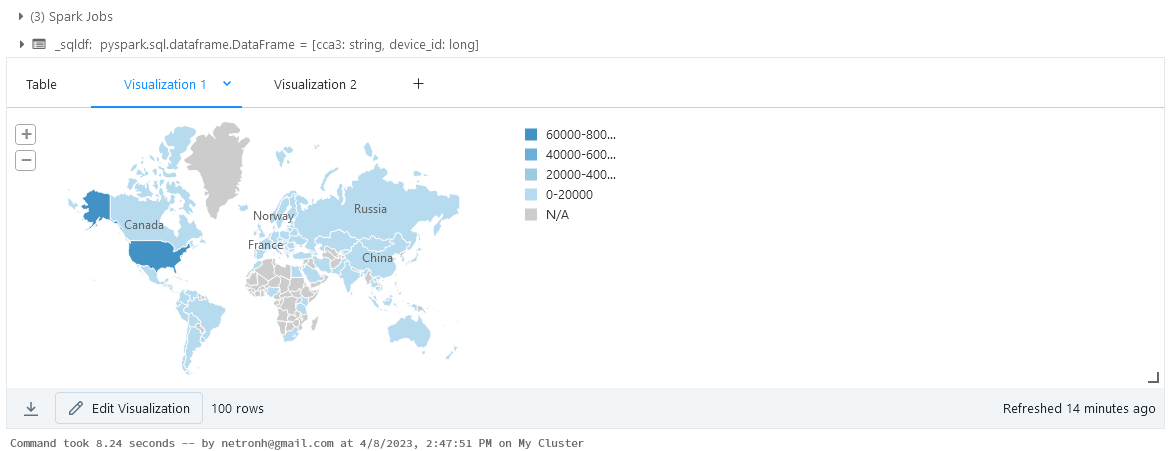 (3) Spark Jobs
_sqldf: pyspark.sql.dataframe.DataFrame = [cca3: string, device_id: long]
Table Visualization 1 Visualization 2 +
+
−
60000-800...
40000-600...
20000-400...
0-20000
N/A
Canada
Norway
Russia
France
China
Edit Visualization 100 rows Refreshed 14 minutes ago
Command took 8.24 seconds -- by netronh@gmail.com at 4/8/2023, 2:47:51 PM on My Cluster